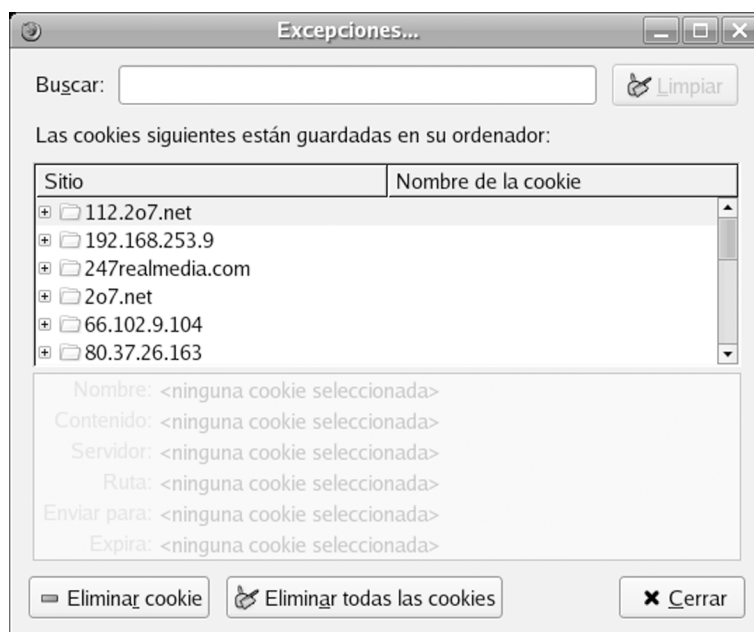 Excepciones...
Buscar:
Limpiar
Las cookies siguientes están guardadas en su ordenador:
Sitio Nombre de la cookie
112.2o7.net
192.168.253.9
247realmedia.com
2o7.net
66.102.9.104
80.37.26.163
Nombre: <ninguna cookie seleccionada>
Contenido: <ninguna cookie seleccionada>
Servidor: <ninguna cookie seleccionada>
Ruta: <ninguna cookie seleccionada>
Enviar para: <ninguna cookie seleccionada>
Expira: <ninguna cookie seleccionada>
Eliminar cookie Eliminar todas las cookies Cerrar